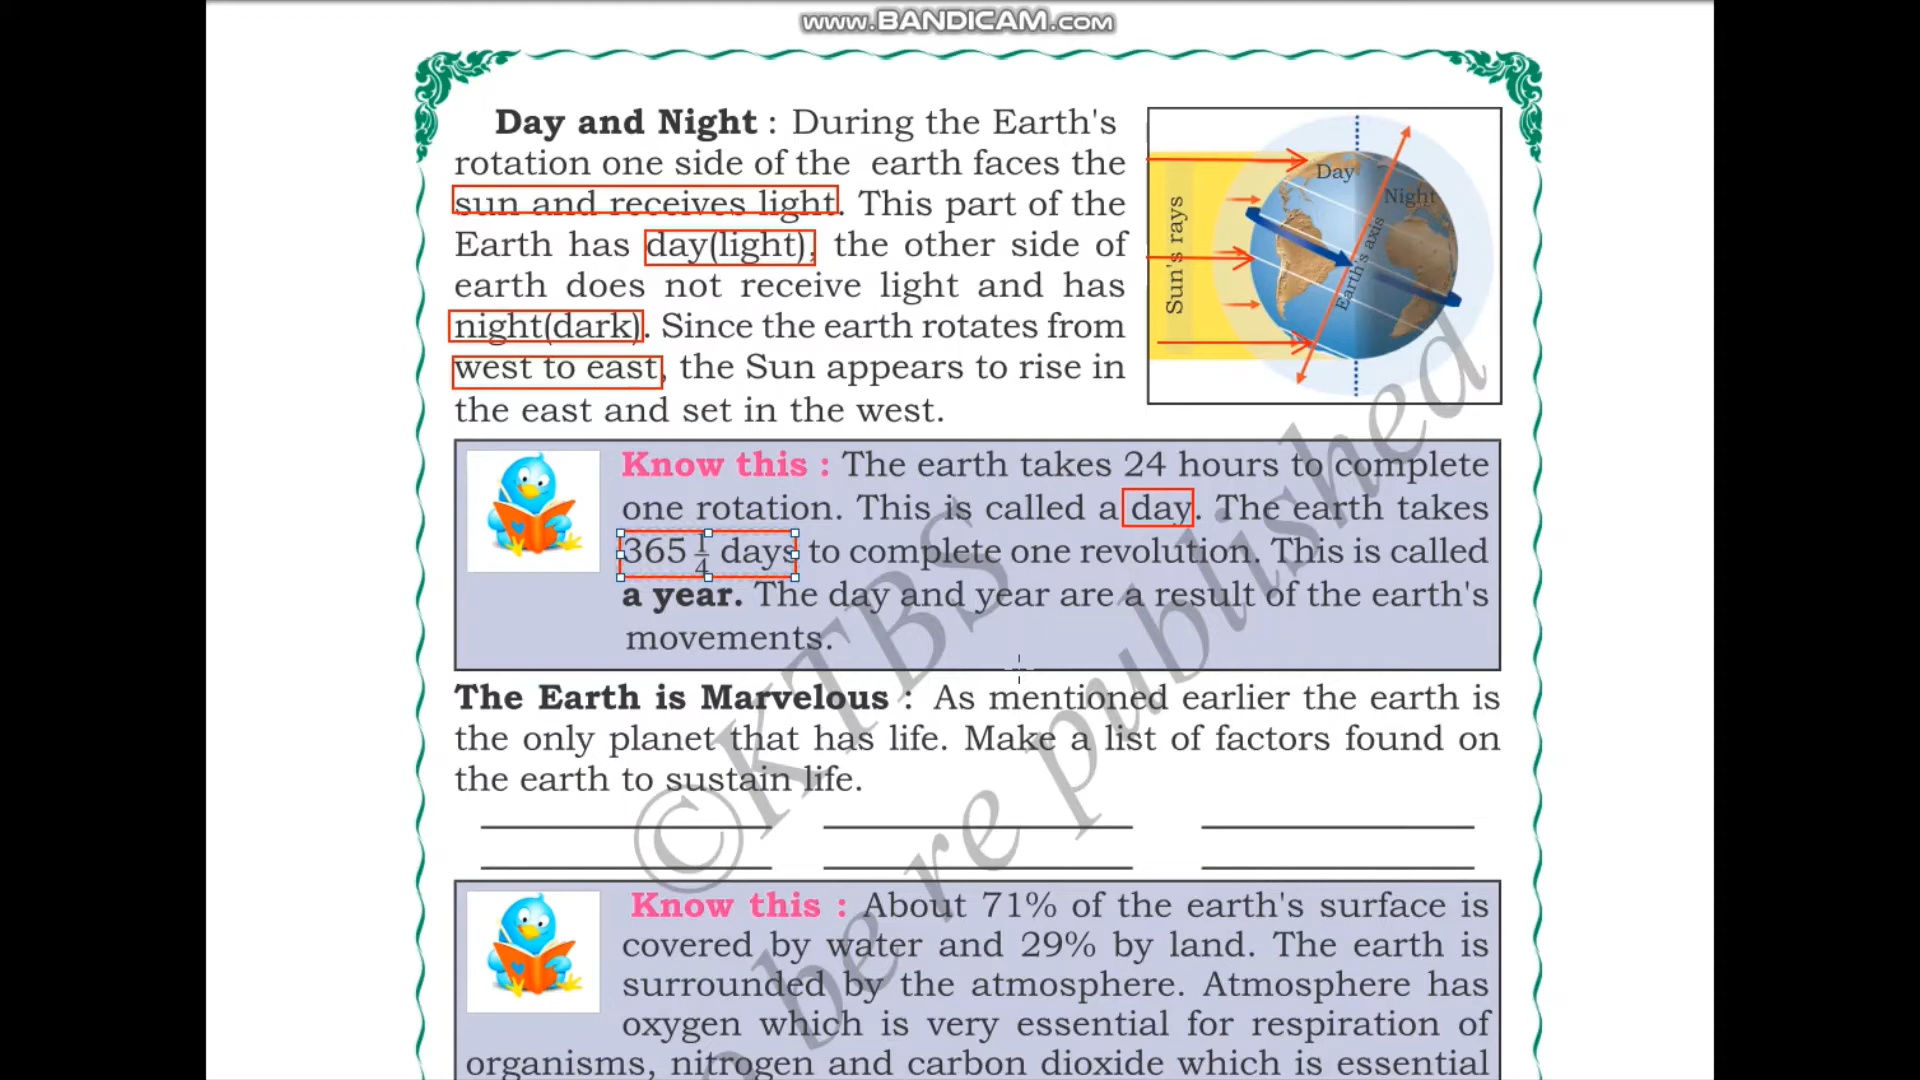 www.BANDICAM.com
Day and Night : During the Earth's
rotation one side of the earth faces the
sun and receives light. This part of the
Earth has day(light), the other side of
earth does not receive light and has
night(dark). Since the earth rotates from
west to east, the Sun appears to rise in
the east and set in the west.
Sun's rays
Day
Night
Earth's axis
Know this : The earth takes 24 hours to complete
one rotation. This is called a day. The earth takes
365 1/4 days to complete one revolution. This is called
a year. The day and year are a result of the earth's
movements.
The Earth is Marvelous : As mentioned earlier the earth is
the only planet that has life. Make a list of factors found on
the earth to sustain life.
Know this : About 71% of the earth's surface is
covered by water and 29% by land. The earth is
surrounded by the atmosphere. Atmosphere has
oxygen which is very essential for respiration of
organisms, nitrogen and carbon dioxide which is essential
©KTBS
be re published